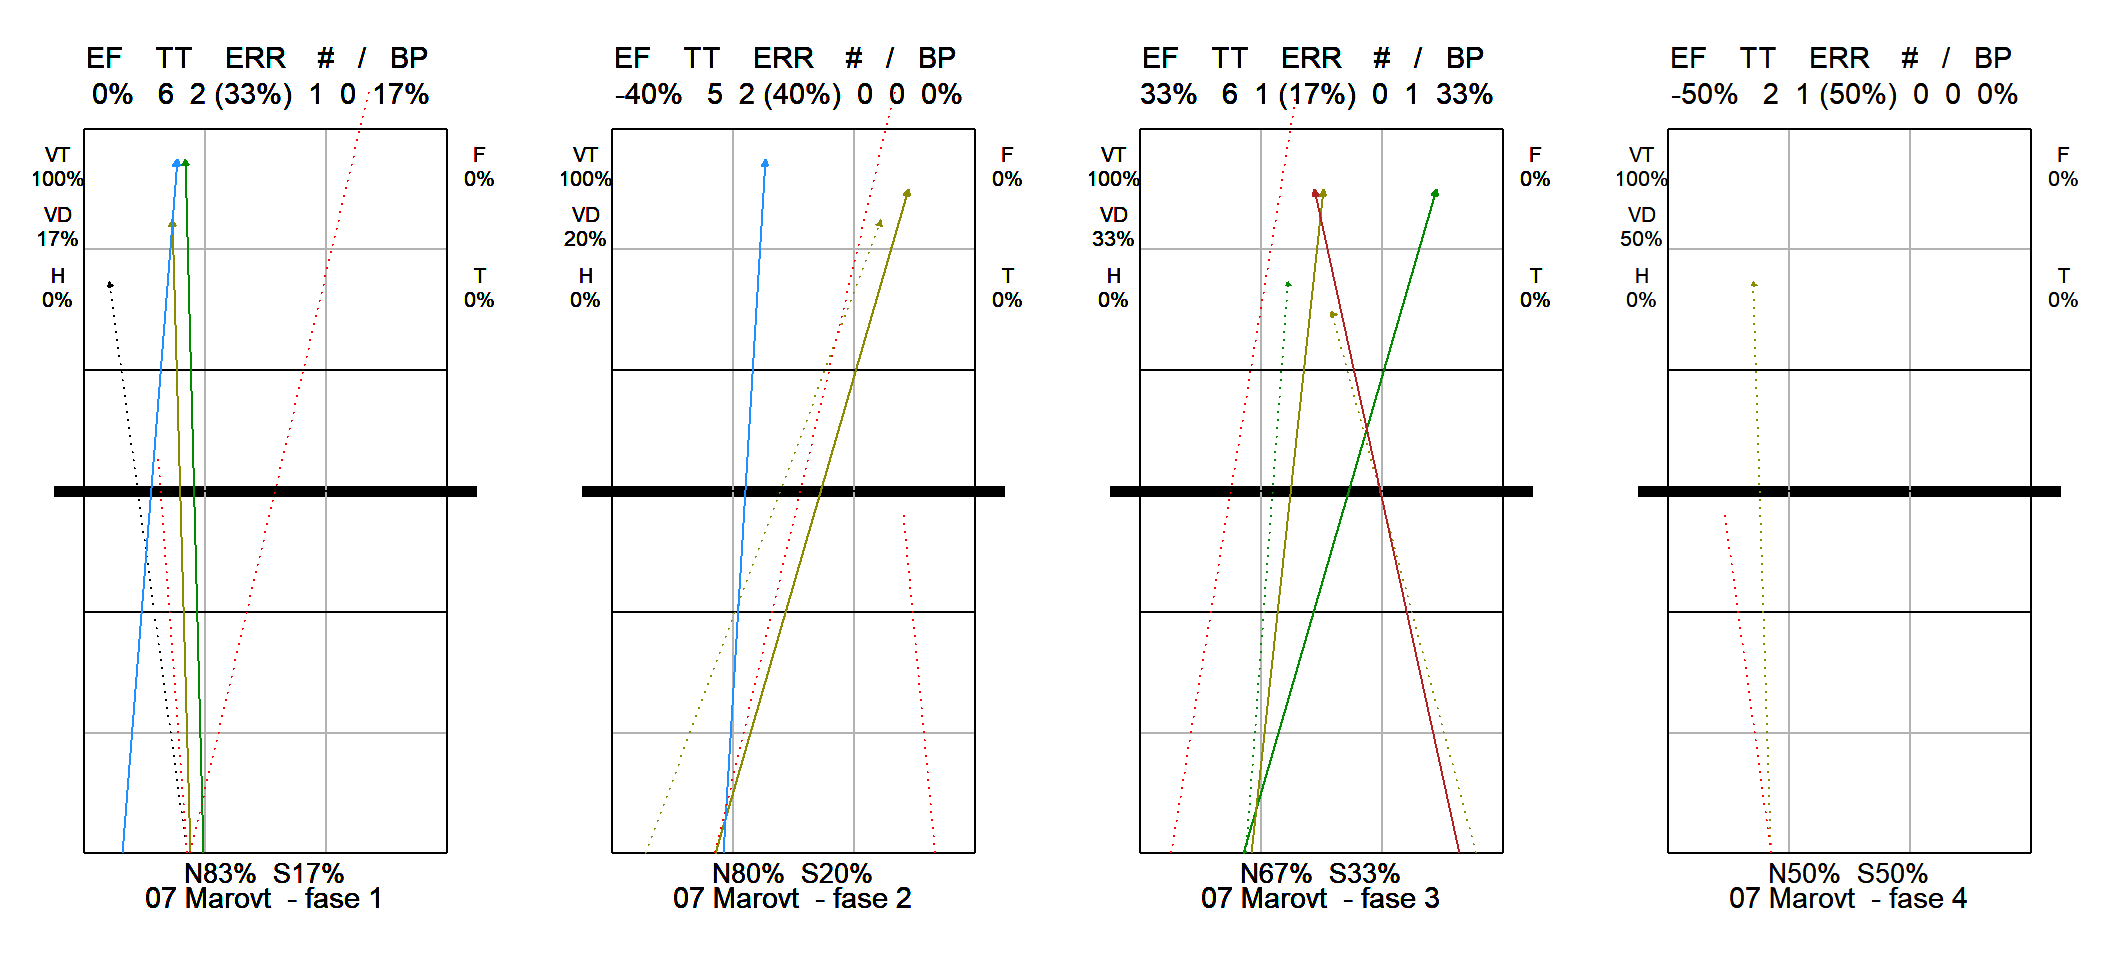 EF TT ERR # / BP
0% 6 2 (33%) 1 0 17%
VT
100%
VD
17%
H
0%
F
0%
T
0%
N83% S17%
07 Marovt - fase 1
EF TT ERR # / BP
-40% 5 2 (40%) 0 0 0%
VT
100%
VD
20%
H
0%
F
0%
T
0%
N80% S20%
07 Marovt - fase 2
EF TT ERR # / BP
33% 6 1 (17%) 0 1 33%
VT
100%
VD
33%
H
0%
F
0%
T
0%
N67% S33%
07 Marovt - fase 3
EF TT ERR # / BP
-50% 2 1 (50%) 0 0 0%
VT
100%
VD
50%
H
0%
F
0%
T
0%
N50% S50%
07 Marovt - fase 4